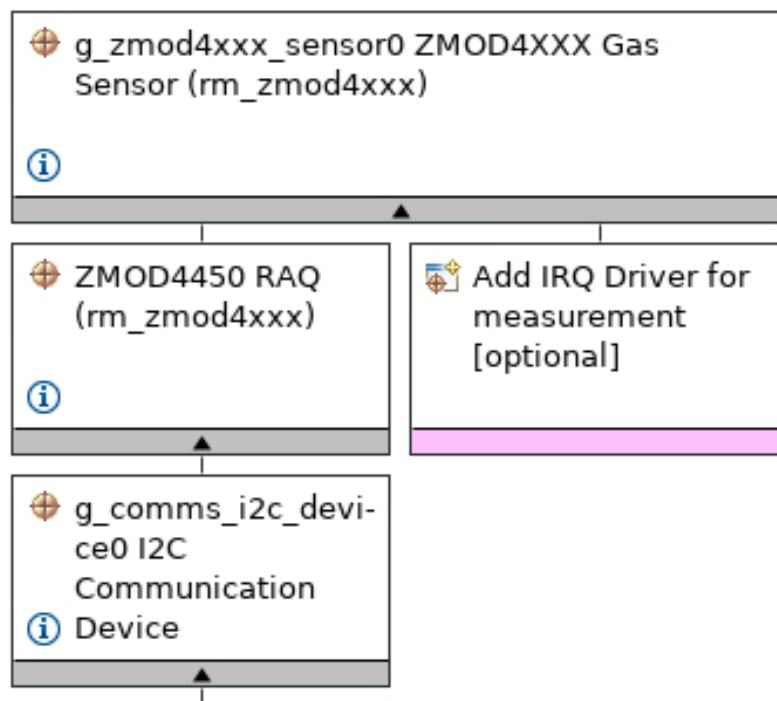 g_zmod4xxx_sensor0 ZMOD4XXX Gas
Sensor (rm_zmod4xxx)
ZMOD4450 RAQ
(rm_zmod4xxx)
Add IRQ Driver for
measurement
[optional]
g_comms_i2c_devi-
ce0 I2C
Communication
Device